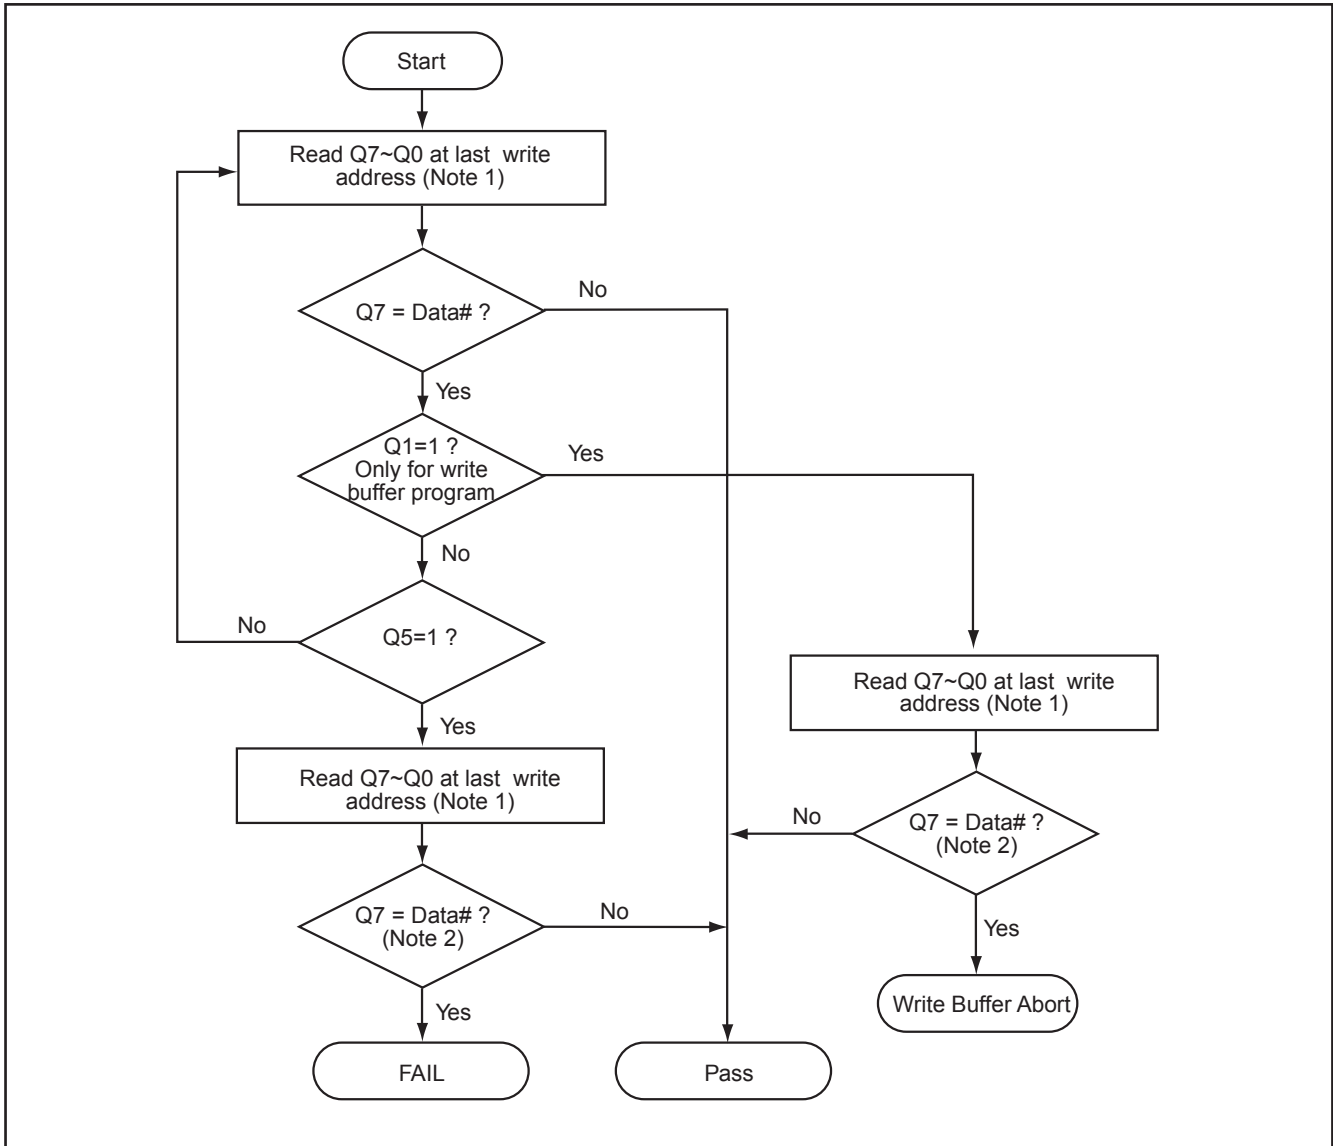 Start
Read Q7~Q0 at last write
address (Note 1)
Q7 = Data# ?
No
Yes
Q1=1 ?
Only for write
buffer program
Yes
No
Q5=1 ?
No
Yes
Read Q7~Q0 at last write
address (Note 1)
Read Q7~Q0 at last write
address (Note 1)
Q7 = Data# ?
(Note 2)
No
Yes
Q7 = Data# ?
(Note 2)
No
Yes
Write Buffer Abort
FAIL
Pass